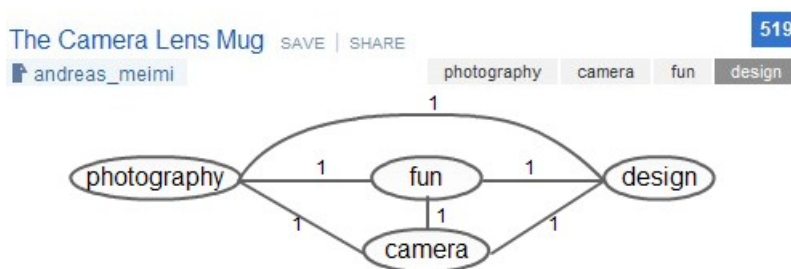 The Camera Lens Mug SAVE | SHARE 519
andreas_meimi photography camera fun design
1
photography 1 fun 1 design
1 1 1
camera